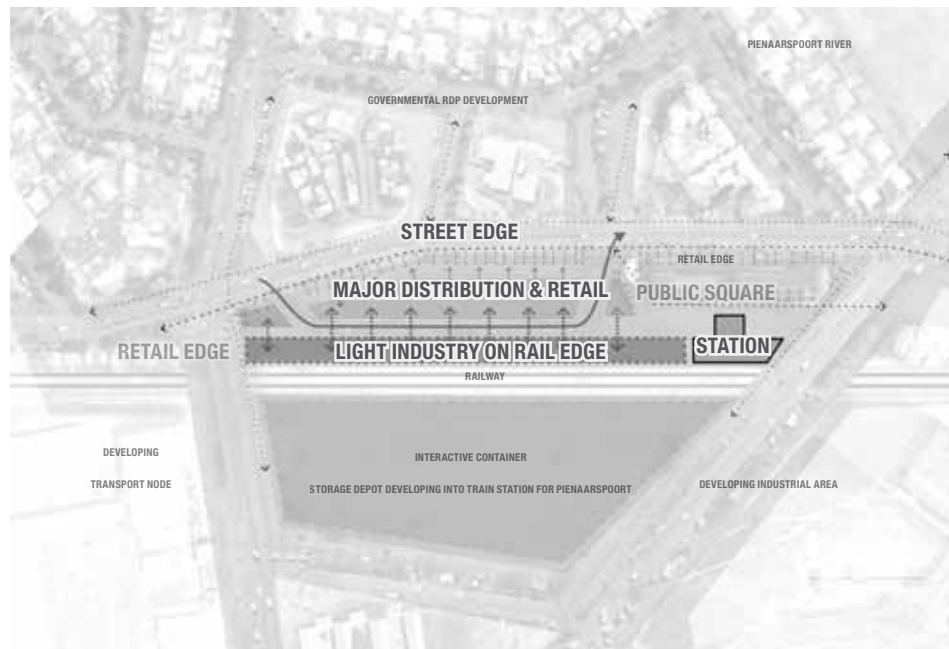 PIENAARSPOORT RIVER
GOVERNMENTAL RDP DEVELOPMENT
STREET EDGE
RETAIL EDGE
MAJOR DISTRIBUTION & RETAIL
PUBLIC SQUARE
RETAIL EDGE
LIGHT INDUSTRY ON RAIL EDGE
STATION
RAILWAY
DEVELOPING
TRANSPORT NODE
INTERACTIVE CONTAINER
STORAGE DEPOT DEVELOPING INTO TRAIN STATION FOR PIENAARSPOORT
DEVELOPING INDUSTRIAL AREA